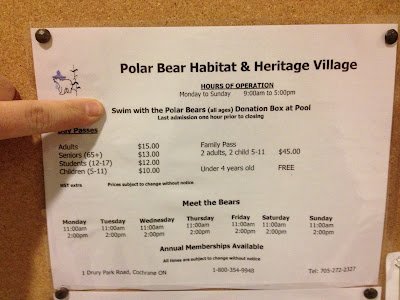 Polar Bear Habitat & Heritage Village
HOURS OF OPERATION
Monday to Sunday 9:00am to 5:00pm
Swim with the Polar Bears (all ages) Donation Box at Pool
Last admission one hour prior to closing
Day Passes
Adults $15.00 Family Pass
Seniors (65+) $13.00 2 adults, 2 child 5-11 $45.00
Students (12-17) $12.00
Children (5-11) $10.00 Under 4 years old FREE
HST extra Prices subject to change without notice
Meet the Bears
Monday Tuesday Wednesday Thursday Friday Saturday Sunday
11:00am 11:00am 11:00am 11:00am 11:00am 11:00am 11:00am
2:00pm 2:00pm 2:00pm 2:00pm 2:00pm 2:00pm 2:00pm
Annual Memberships Available
All times are subject to change without notice
1 Drury Park Road, Cochrane ON 1-800-354-9948 Tel: 705-272-2327